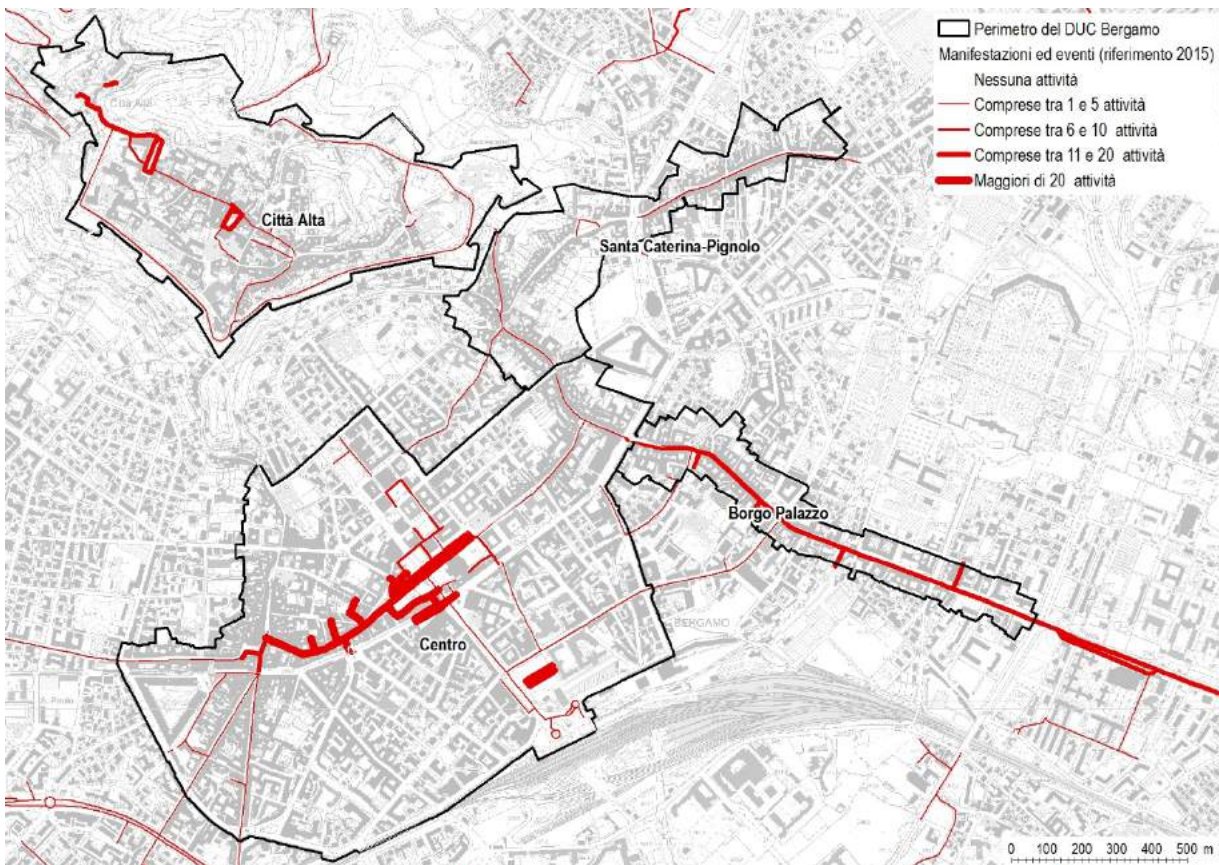 Perimetro del DUC Bergamo
Manifestazioni ed eventi (riferimento 2015)
Nessuna attività
Comprese tra 1 e 5 attività
Comprese tra 6 e 10 attività
Comprese tra 11 e 20 attività
Maggiori di 20 attività
Città Alta
Santa Caterina-Pignolo
Borgo Palazzo
BERGAMO
Centro
0 100 200 300 400 500 m